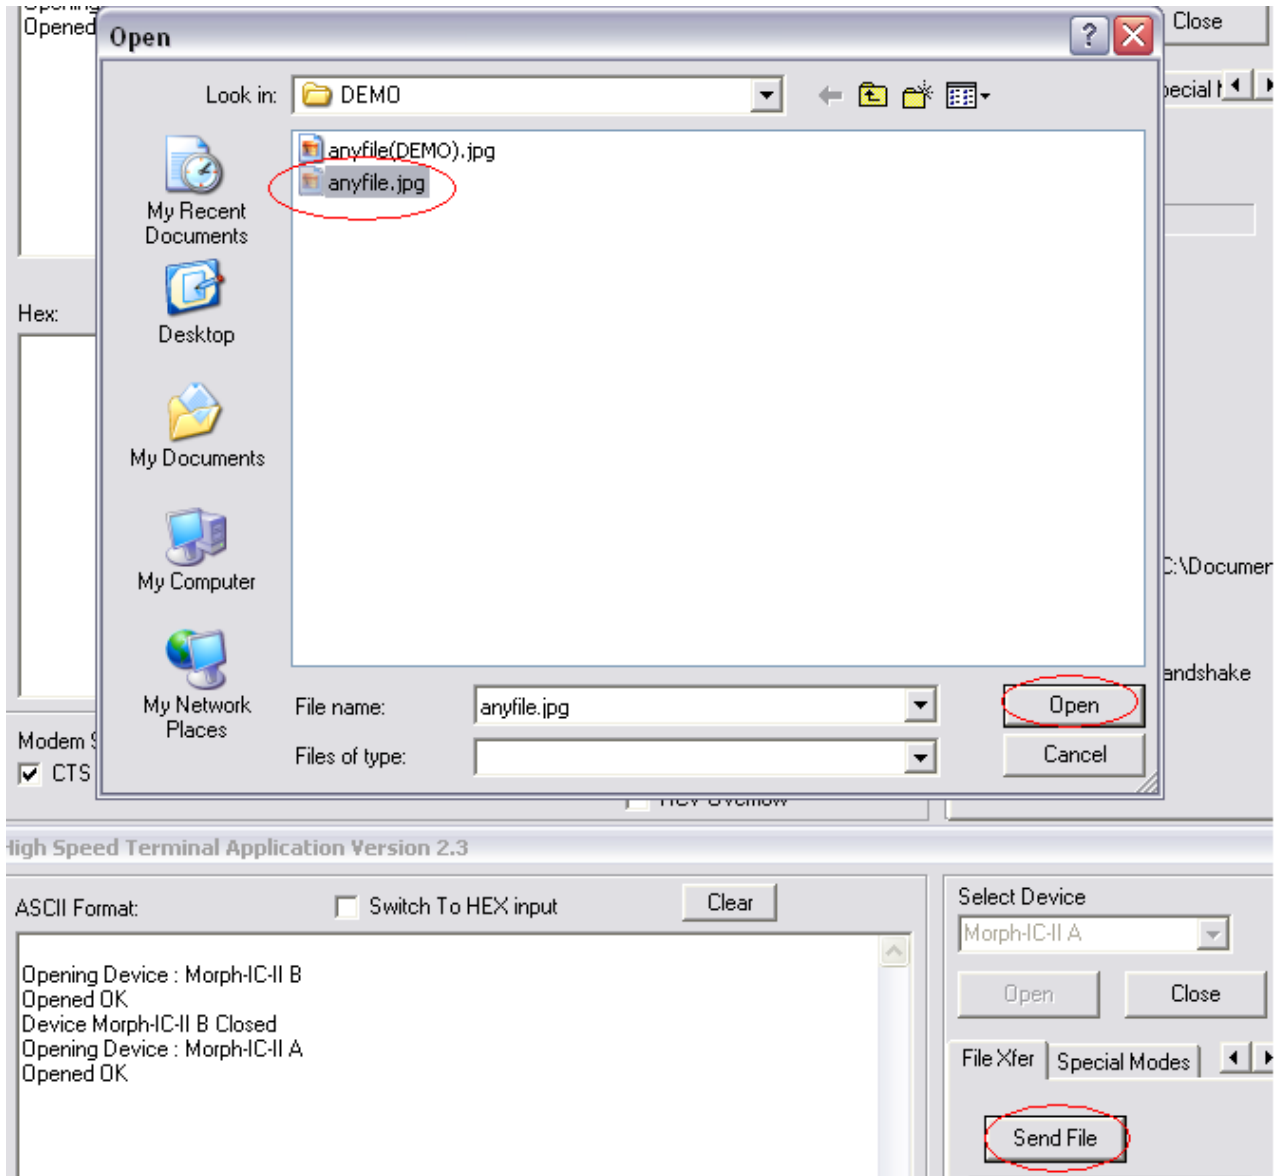 Opened
Close
Open
Look in:
DEMO
anyfile(DEMO).jpg
anyfile.jpg
My Recent
Documents
Desktop
My Documents
My Computer
My Network
Places
Hex:
C:\Documen
andshake
File name:
anyfile.jpg
Open
Files of type:
Cancel
Modem S
CTS
High Speed Terminal Application Version 2.3
ASCII Format:
Switch To HEX input
Clear
Select Device
Morph-IC-II A
Open
Close
Opening Device : Morph-IC-II B
Opened OK
Device Morph-IC-II B Closed
Opening Device : Morph-IC-II A
Opened OK
File Xfer
Special Modes
Send File